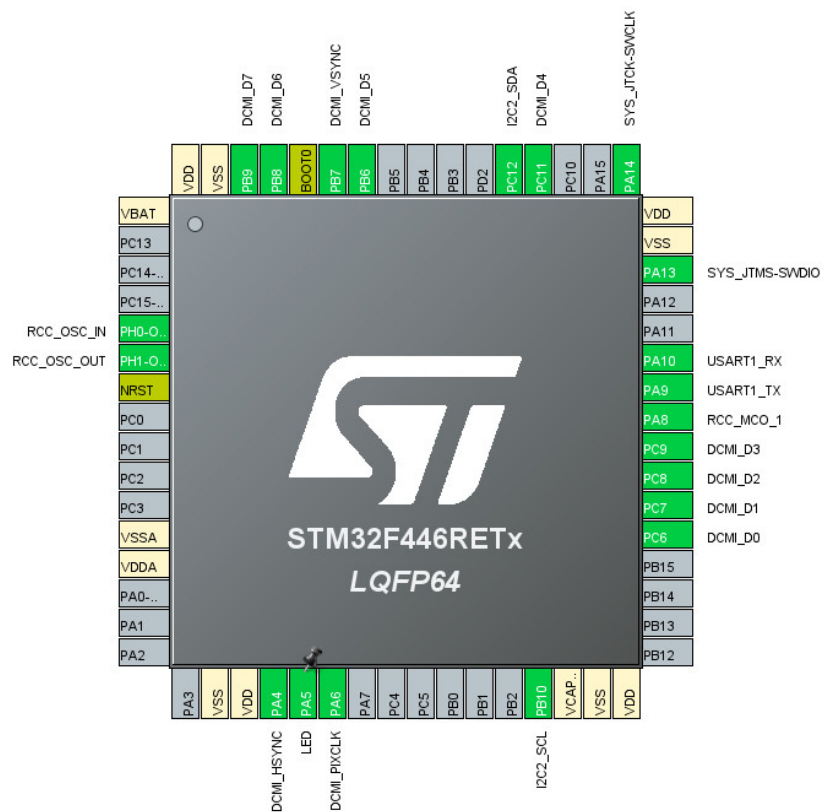 DCMI_D7
DCMI_D6
DCMI_VSYNC
DCMI_D5
I2C2_SDA
DCMI_D4
SYS_JTCK-SWCLK
VDD
VSS
PB9
PB8
BOOT0
PB7
PB6
PB5
PB4
PB3
PD2
PC12
PC11
PC10
PA15
PA14
VBAT
PC13
PC14-..
PC15-..
RCC_OSC_IN PH0-O..
RCC_OSC_OUT PH1-O..
NRST
PC0
PC1
PC2
PC3
VSSA
VDDA
PA0-..
PA1
PA2
VDD
VSS
PA13 SYS_JTMS-SWDIO
PA12
PA11
PA10 USART1_RX
PA9 USART1_TX
PA8 RCC_MCO_1
PC9 DCMI_D3
PC8 DCMI_D2
PC7 DCMI_D1
PC6 DCMI_D0
PB15
PB14
PB13
PB12
STM32F446RETx
LQFP64
PA3
VSS
VDD
PA4
PA5
PA6
PA7
PC4
PC5
PB0
PB1
PB2
PB10
VCAP..
VSS
VDD
DCMI_HSYNC
LED
DCMI_PIXCLK
I2C2_SCL